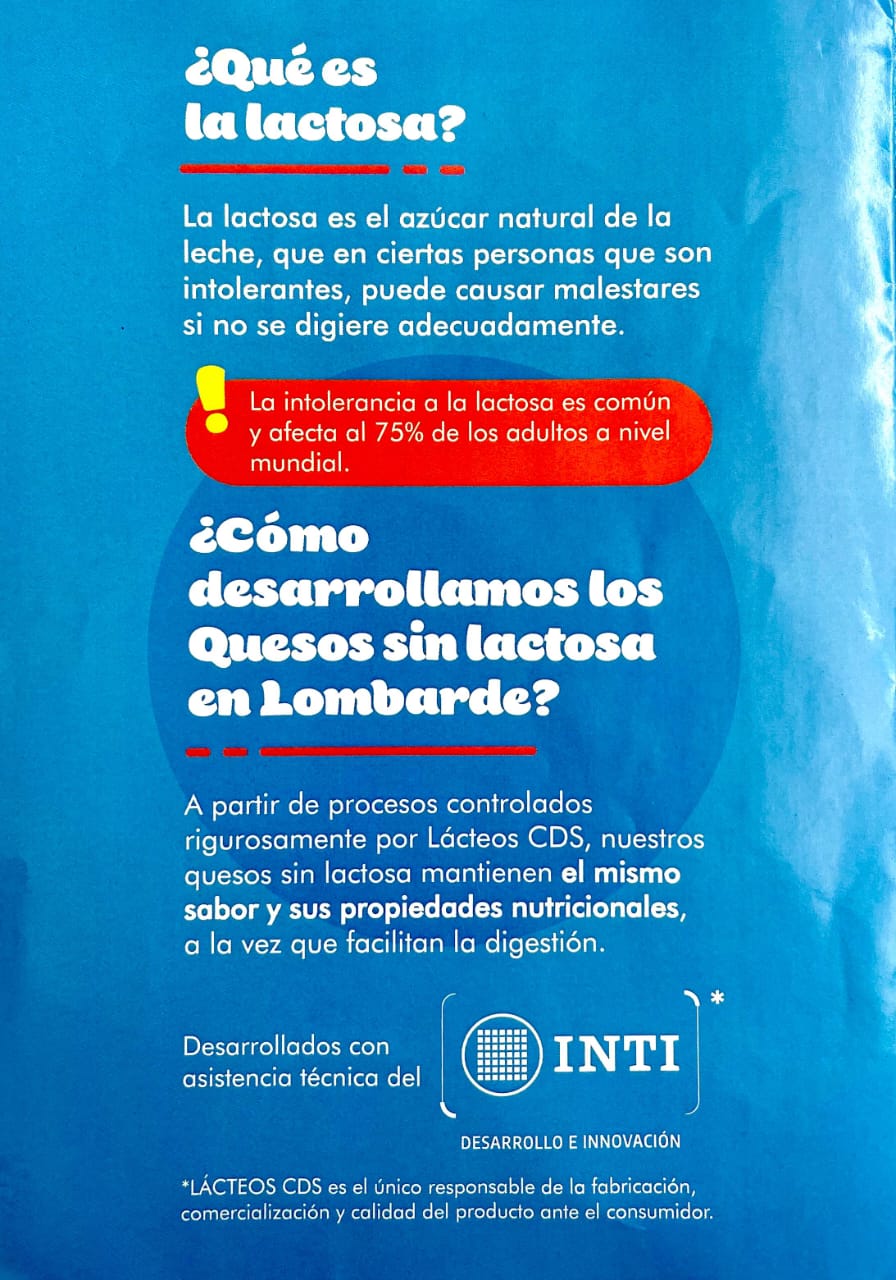 ¿Qué es
la lactosa?
La lactosa es el azúcar natural de la
leche, que en ciertas personas que son
intolerantes, puede causar malestares
si no se digiere adecuadamente.
!
La intolerancia a la lactosa es común
y afecta al 75% de los adultos a nivel
mundial.
¿Cómo
desarrollamos los
Quesos sin lactosa
en Lombarde?
A partir de procesos controlados
rigurosamente por Lácteos CDS, nuestros
quesos sin lactosa mantienen el mismo
sabor y sus propiedades nutricionales,
a la vez que facilitan la digestión.
Desarrollados con
asistencia técnica del
INTI *
DESARROLLO E INNOVACIÓN
*LÁCTEOS CDS es el único responsable de la fabricación,
comercialización y calidad del producto ante el consumidor.